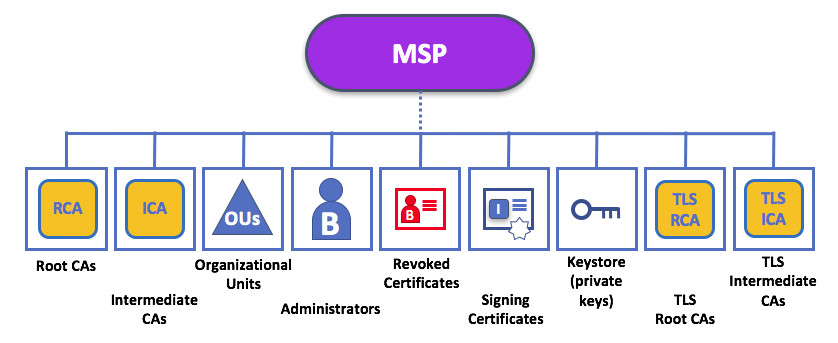 MSP
RCA
ICA
OUs
B
B
I
TLS
RCA
TLS
ICA
Root CAs
Intermediate
CAs
Organizational
Units
Administrators
Revoked
Certificates
Signing
Certificates
Keystore
(private
keys)
TLS
Root CAs
TLS
Intermediate
CAs